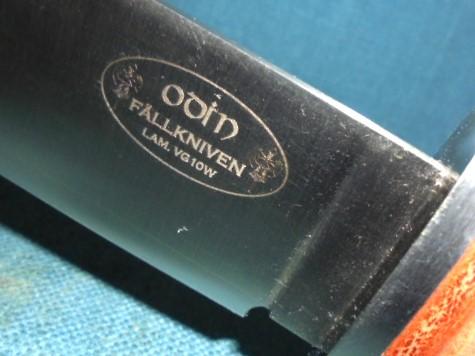 ODIN
FÄLLKNIVEN
LAM. VG10W